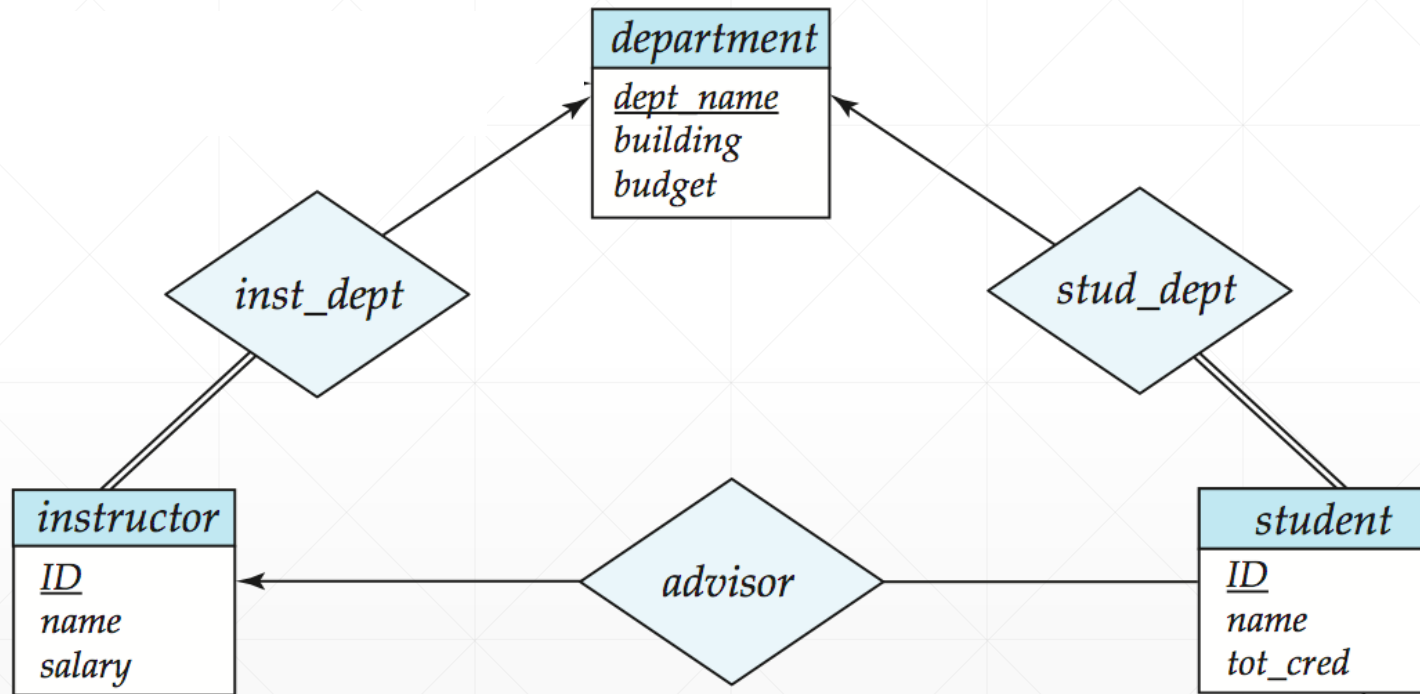 department
dept_name
building
budget
inst_dept
stud_dept
instructor
ID
name
salary
advisor
student
ID
name
tot_cred